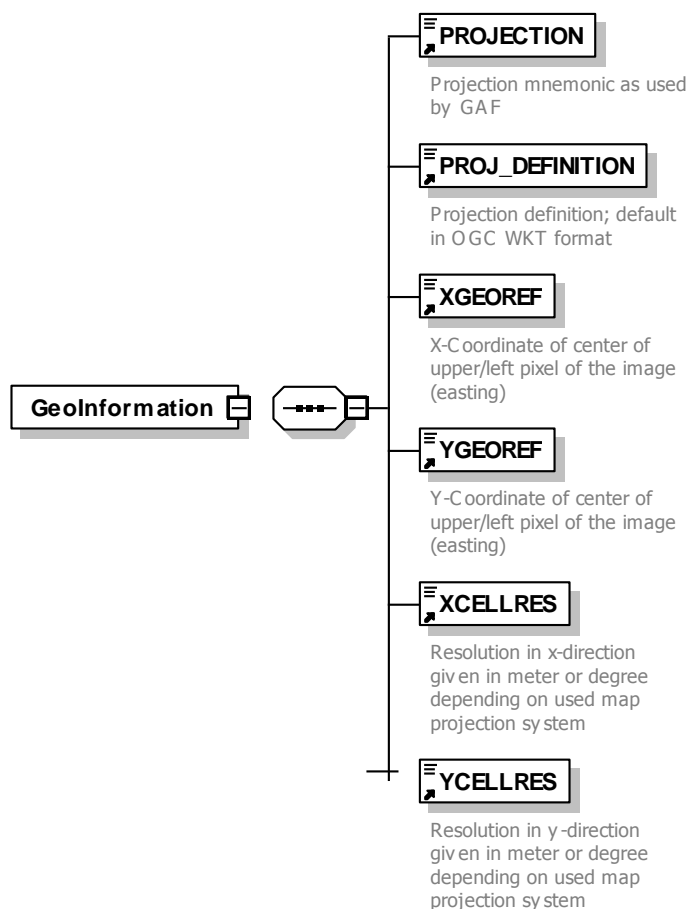 PROJECTION
Projection mnemonic as used
by GAF
PROJ_DEFINITION
Projection definition; default
in OGC WKT format
XGEOREF
X-Coordinate of center of
upper/left pixel of the image
(easting)
GeoInformation
YGEOREF
Y-Coordinate of center of
upper/left pixel of the image
(easting)
XCELLRES
Resolution in x-direction
given in meter or degree
depending on used map
projection system
YCELLRES
Resolution in y-direction
given in meter or degree
depending on used map
projection system